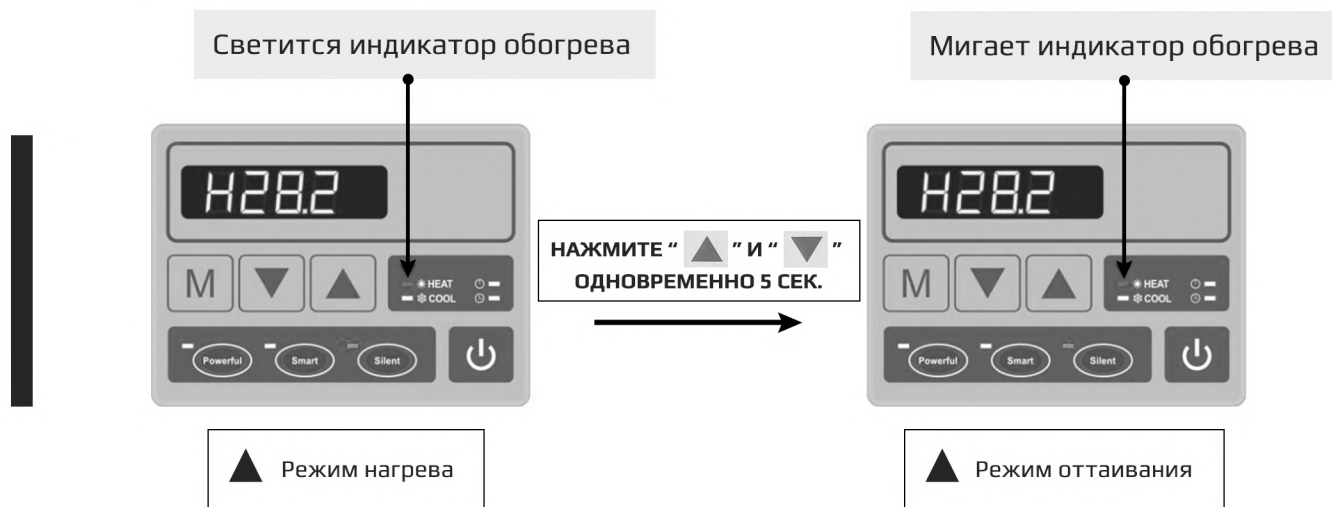 Светится индикатор обогрева
Мигает индикатор обогрева
H28.2
M
HEAT
COOL
Powerful
Smart
Silent
НАЖМИТЕ “ ▲ ” И “ ▼ ”
ОДНОВРЕМЕННО 5 СЕК.
H28.2
M
HEAT
COOL
Powerful
Smart
Silent
▲ Режим нагрева
▲ Режим оттаивания